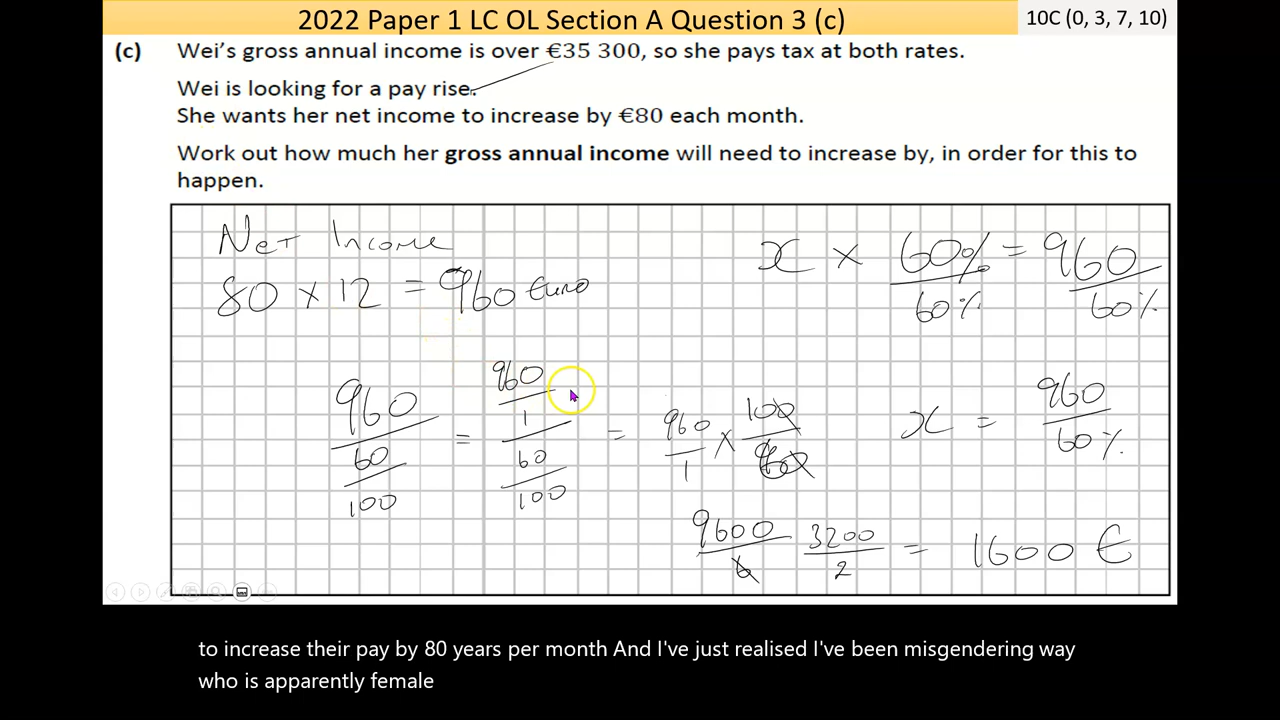 2022 Paper 1 LC OL Section A Question 3 (c)
10C (0, 3, 7, 10)
(c) Wei's gross annual income is over €35 300, so she pays tax at both rates.
Wei is looking for a pay rise.
She wants her net income to increase by €80 each month.
Work out how much her gross annual income will need to increase by, in order for this to
happen.
Net Income
80 × 12 = 960 Euro
x × 60%/60% = 960/60%
960/(60/100) = (960/1)/(60/100) = 960/1 × 100/60
x = 960/60%
9600/6 3200/2 = 1600 €
to increase their pay by 80 years per month And I've just realised I've been misgendering way
who is apparently female